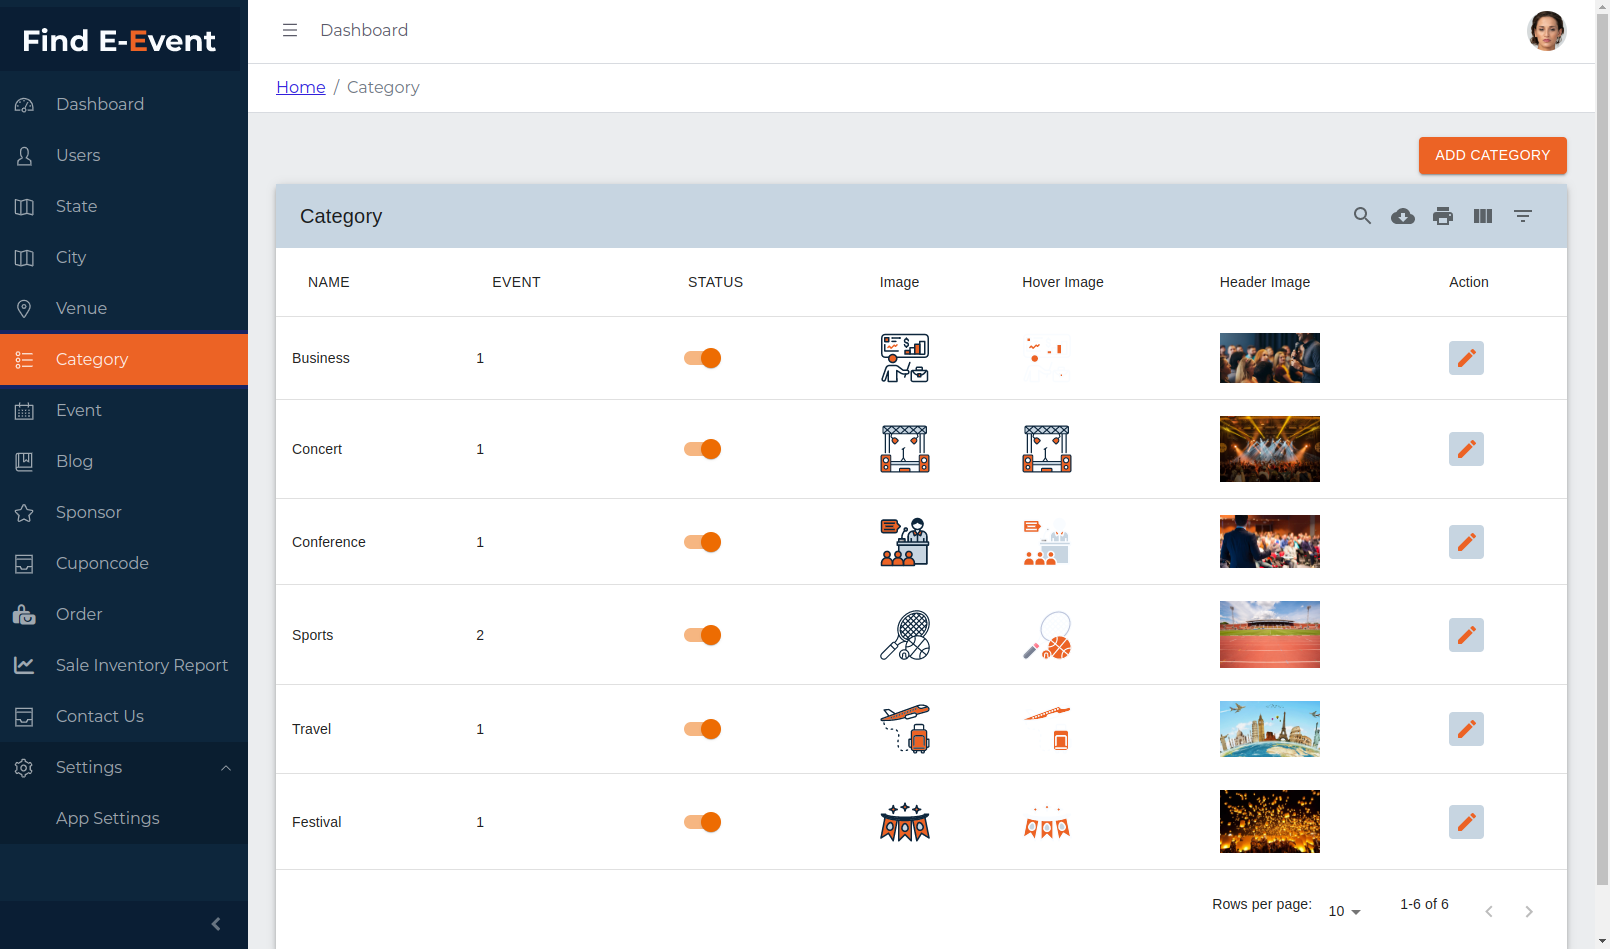 Find E-Event
Dashboard
Users
State
City
Venue
Category
Event
Blog
Sponsor
Cuponcode
Order
Sale Inventory Report
Contact Us
Settings
App Settings
Dashboard
Home / Category
ADD CATEGORY
Category
NAME EVENT STATUS Image Hover Image Header Image Action
Business 1
Concert 1
Conference 1
Sports 2
Travel 1
Festival 1
Rows per page: 10 1-6 of 6